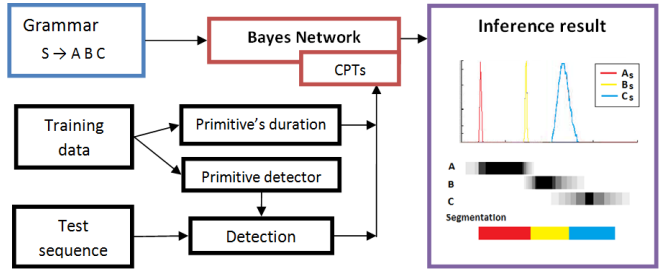 Grammar
S → A B C
Bayes Network
CPTs
Training
data
Primitive's duration
Primitive detector
Test
sequence
Detection
Inference result
As
Bs
Cs
A
B
C
Segmentation